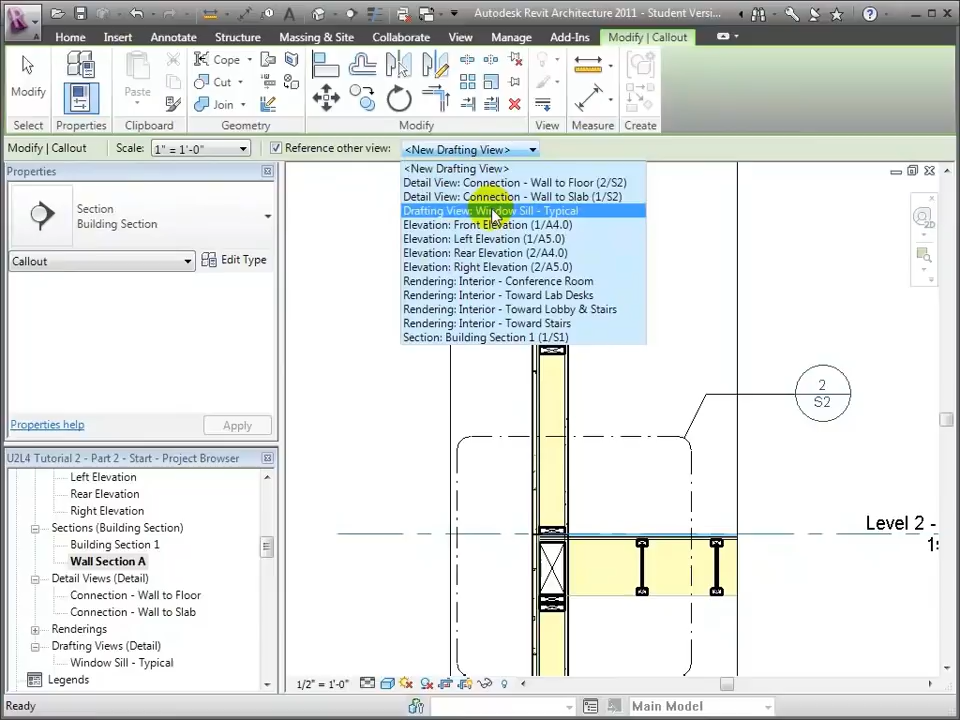 Autodesk Revit Architecture 2011 - Student Versi...
Home Insert Annotate Structure Massing & Site Collaborate View Manage Add-Ins Modify | Callout
Modify
Paste
Cope
Cut
Join
Select Properties Clipboard Geometry Modify View Measure Create
Modify | Callout Scale: 1" = 1'-0" Reference other view: <New Drafting View>
<New Drafting View>
Detail View: Connection - Wall to Floor (2/S2)
Detail View: Connection - Wall to Slab (1/S2)
Drafting View: Window Sill - Typical
Elevation: Front Elevation (1/A4.0)
Elevation: Left Elevation (1/A5.0)
Elevation: Rear Elevation (2/A4.0)
Elevation: Right Elevation (2/A5.0)
Rendering: Interior - Conference Room
Rendering: Interior - Toward Lab Desks
Rendering: Interior - Toward Lobby & Stairs
Rendering: Interior - Toward Stairs
Section: Building Section 1 (1/S1)
Properties
Section
Building Section
Callout Edit Type
Properties help Apply
U2L4 Tutorial 2 - Part 2 - Start - Project Browser
Left Elevation
Rear Elevation
Right Elevation
Sections (Building Section)
Building Section 1
Wall Section A
Detail Views (Detail)
Connection - Wall to Floor
Connection - Wall to Slab
Renderings
Drafting Views (Detail)
Window Sill - Typical
Legends
2
S2
Level 2 -
1/2" = 1'-0"
Ready
Main Model